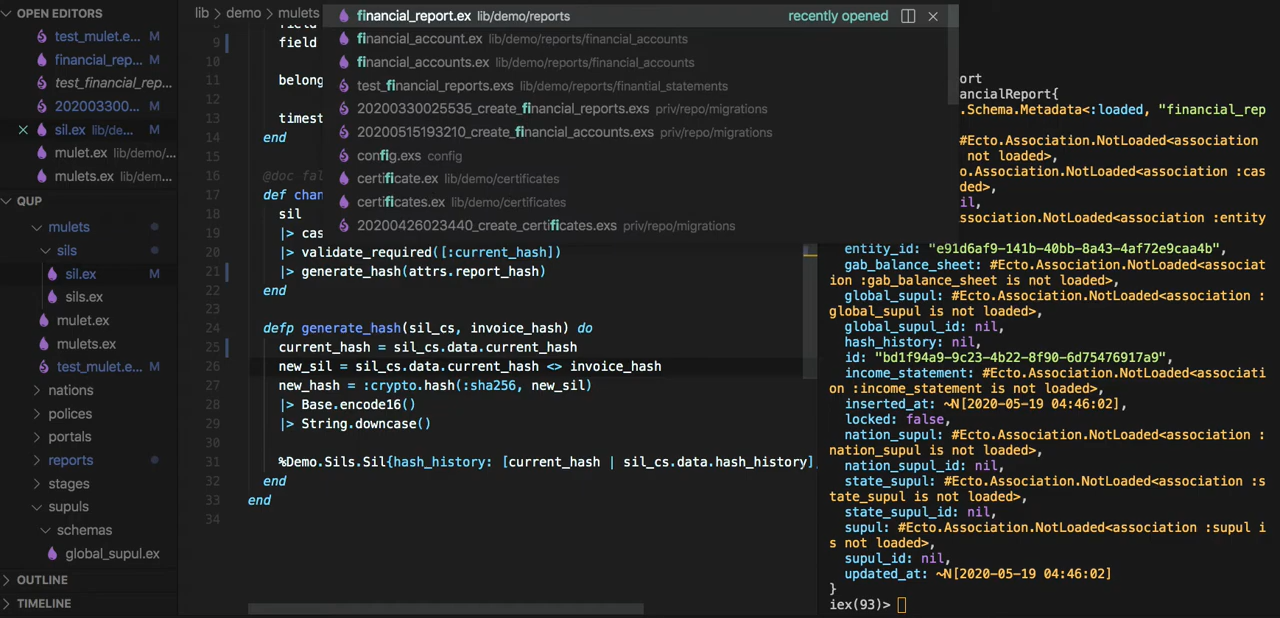 OPEN EDITORS
test_mulet.e... M
financial_rep... M
test_financial_rep...
202003300... M
sil.ex lib/de... M
mulet.ex lib/demo/...
mulets.ex lib/dem...
QUP
mulets
sils
sil.ex M
sils.ex
mulet.ex
mulets.ex
test_mulet.e... M
nations
polices
portals
reports
stages
supuls
schemas
global_supul.ex
OUTLINE
TIMELINE
lib > demo > mulets
financial_report.ex lib/demo/reports recently opened
financial_account.ex lib/demo/reports/financial_accounts
financial_accounts.ex lib/demo/reports/financial_accounts
test_financial_reports.ex lib/demo/reports/finantial_statements
20200330025535_create_financial_reports.exs priv/repo/migrations
20200515193210_create_financial_accounts.exs priv/repo/migrations
config.exs config
certificate.ex lib/demo/certificates
certificates.ex lib/demo/certificates
20200426023440_create_certificates.exs priv/repo/migrations
9 field
10
11 belong
12
13 timest
14 end
15
16 @doc fal
17 def chan
18 sil
19 |> cas
20 |> validate_required([:current_hash])
21 |> generate_hash(attrs.report_hash)
22 end
23
24 defp generate_hash(sil_cs, invoice_hash) do
25 current_hash = sil_cs.data.current_hash
26 new_sil = sil_cs.data.current_hash <> invoice_hash
27 new_hash = :crypto.hash(:sha256, new_sil)
28 |> Base.encode16()
29 |> String.downcase()
30
31 %Demo.Sils.Sil{hash_history: [current_hash | sil_cs.data.hash_history],
32 end
33 end
34
ort
ancialReport{
.Schema.Metadata<:loaded, "financial_rep
#Ecto.Association.NotLoaded<association
not loaded>,
cto.Association.NotLoaded<association :cas
ded>,
il,
ssociation.NotLoaded<association :entity
entity_id: "e91d6af9-141b-40bb-8a43-4af72e9caa4b",
gab_balance_sheet: #Ecto.Association.NotLoaded<associat
ion :gab_balance_sheet is not loaded>,
global_supul: #Ecto.Association.NotLoaded<association :
global_supul is not loaded>,
global_supul_id: nil,
hash_history: nil,
id: "bd1f94a9-9c23-4b22-8f90-6d75476917a9",
income_statement: #Ecto.Association.NotLoaded<associati
on :income_statement is not loaded>,
inserted_at: ~N[2020-05-19 04:46:02],
locked: false,
nation_supul: #Ecto.Association.NotLoaded<association :
nation_supul is not loaded>,
nation_supul_id: nil,
state_supul: #Ecto.Association.NotLoaded<association :s
tate_supul is not loaded>,
state_supul_id: nil,
supul: #Ecto.Association.NotLoaded<association :supul i
s not loaded>,
supul_id: nil,
updated_at: ~N[2020-05-19 04:46:02]
}
iex(93)>